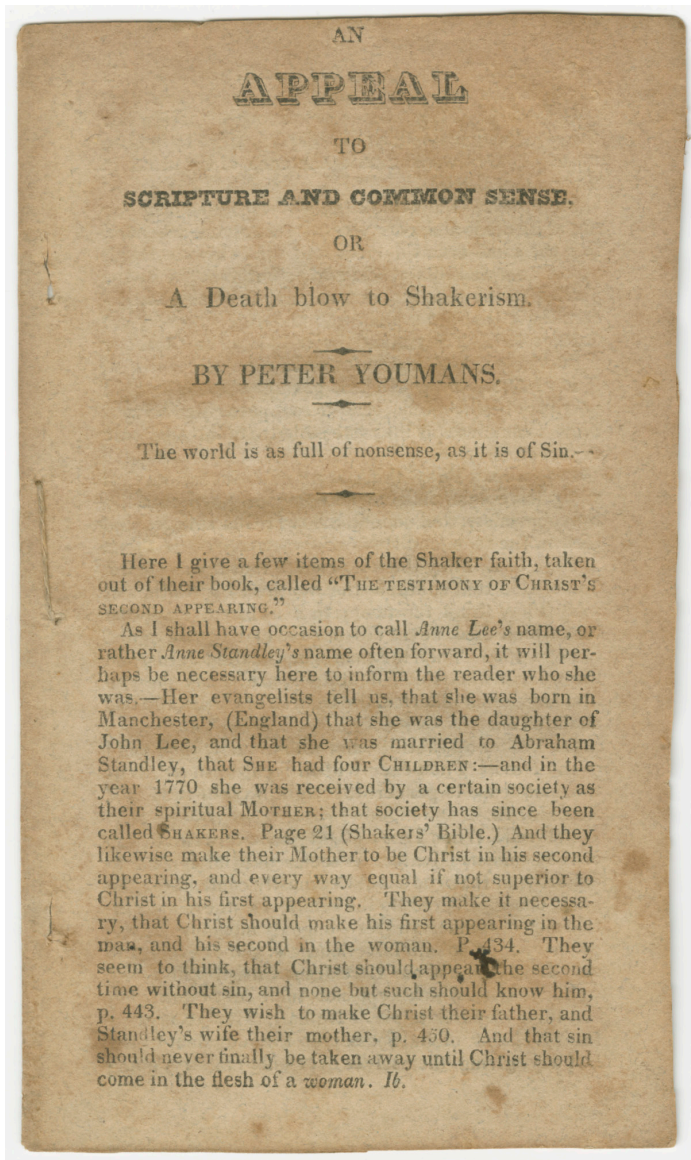 AN
APPEAL
TO
SCRIPTURE AND COMMON SENSE.
OR
A Death blow to Shakerism.
BY PETER YOUMANS.
The world is as full of nonsense, as it is of Sin.--
Here I give a few items of the Shaker faith, taken
out of their book, called “THE TESTIMONY OF CHRIST'S
SECOND APPEARING.”
As I shall have occasion to call Anne Lee's name, or
rather Anne Standley's name often forward, it will per-
haps be necessary here to inform the reader who she
was.—Her evangelists tell us, that she was born in
Manchester, (England) that she was the daughter of
John Lee, and that she was married to Abraham
Standley, that SHE had four CHILDREN:—and in the
year 1770 she was received by a certain society as
their spiritual MOTHER; that society has since been
called SHAKERS. Page 21 (Shakers' Bible.) And they
likewise make their Mother to be Christ in his second
appearing, and every way equal if not superior to
Christ in his first appearing. They make it necessa-
ry, that Christ should make his first appearing in the
man, and his second in the woman. P. 434. They
seem to think, that Christ should appear the second
time without sin, and none but such should know him,
p. 443. They wish to make Christ their father, and
Standley's wife their mother, p. 450. And that sin
should never finally be taken away until Christ should
come in the flesh of a woman. Ib.